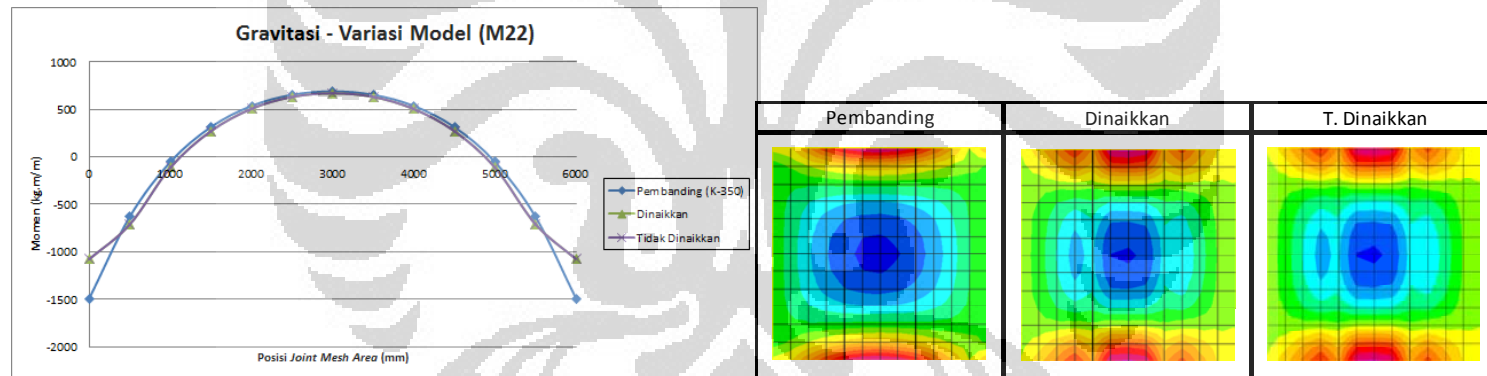 Gravitasi - Variasi Model (M22)
1000
500
0
-500
-1000
-1500
-2000
0 1000 2000 3000 4000 5000 6000
Momen (kg.m/m)
Posisi Joint Mesh Area (mm)
Pembanding (K-350)
Dinaikkan
Tidak Dinaikkan
Pembanding Dinaikkan T. Dinaikkan